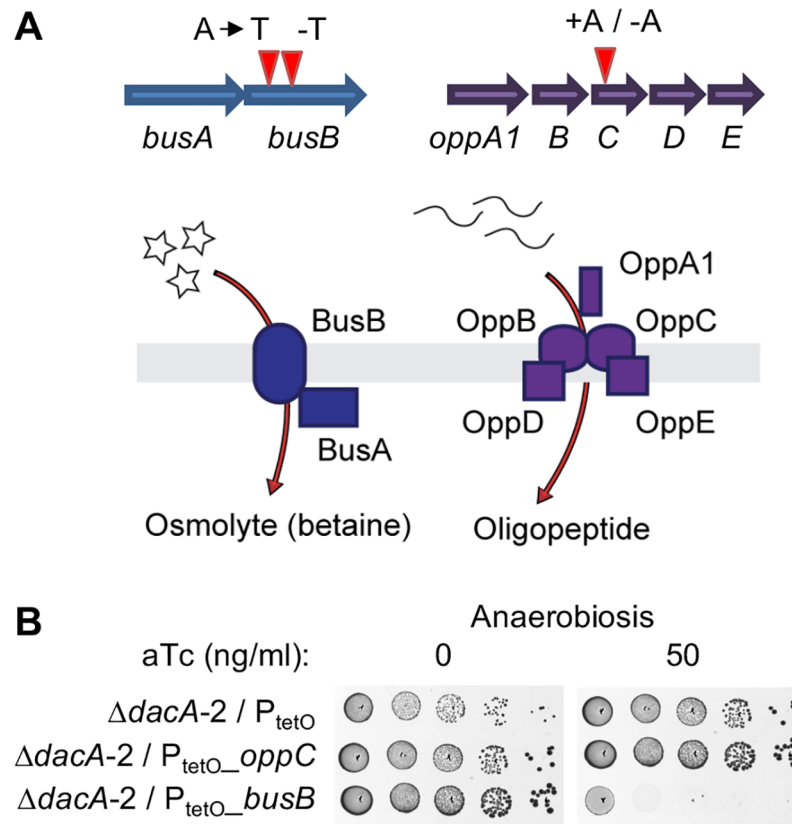 A
A → T -T +A / -A
busA busB oppA1 B C D E
OppA1
BusB OppB OppC
OppD OppE
BusA
Osmolyte (betaine) Oligopeptide
B
Anaerobiosis
aTc (ng/ml): 0 50
ΔdacA-2 / PtetO
ΔdacA-2 / PtetO_oppC
ΔdacA-2 / PtetO_busB